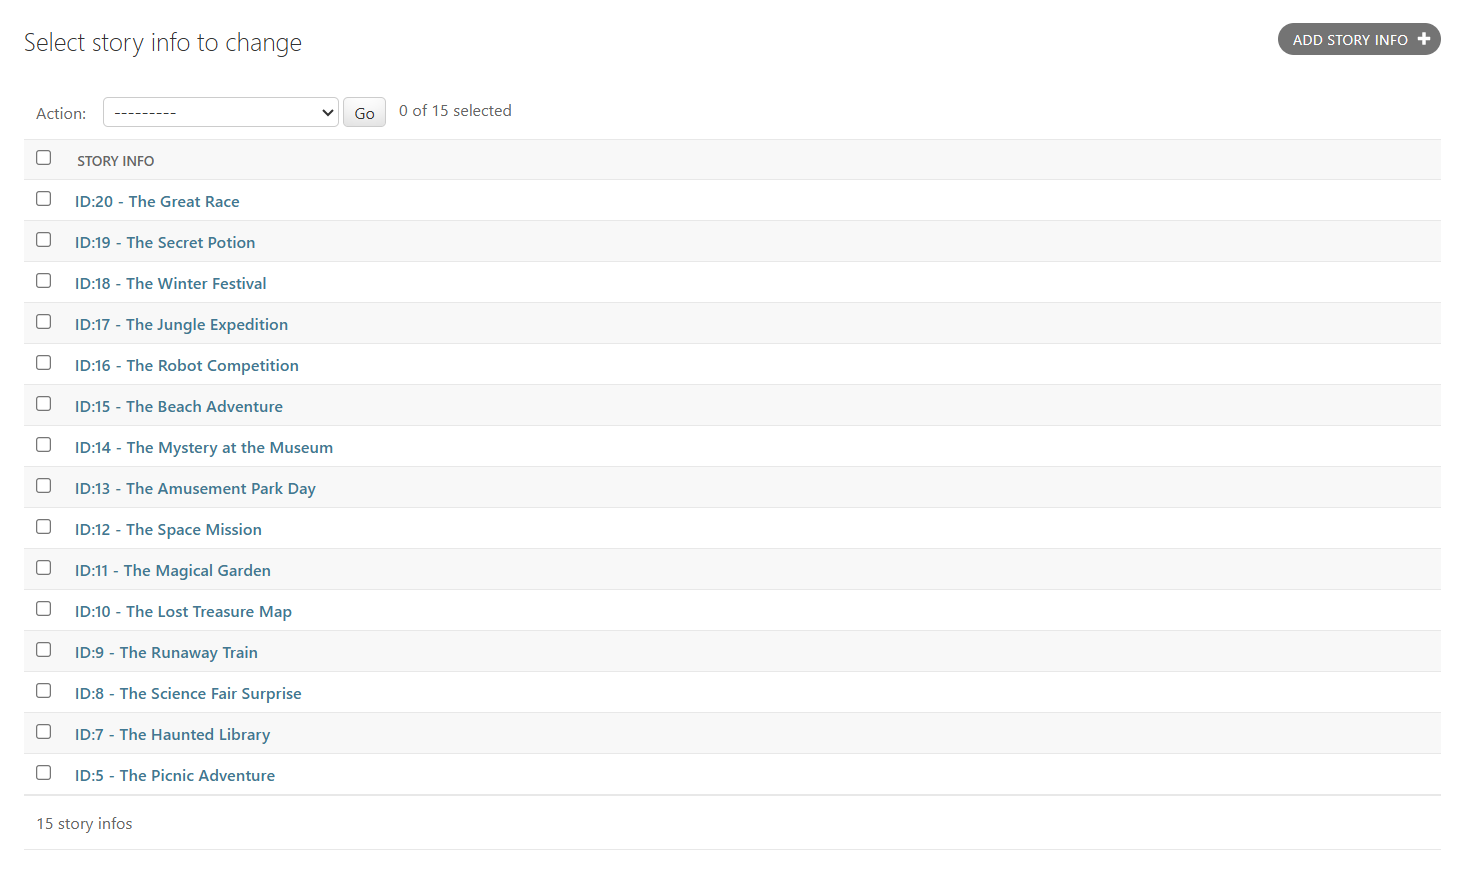 Select story info to change
ADD STORY INFO +
Action: --------- Go 0 of 15 selected
STORY INFO
ID:20 - The Great Race
ID:19 - The Secret Potion
ID:18 - The Winter Festival
ID:17 - The Jungle Expedition
ID:16 - The Robot Competition
ID:15 - The Beach Adventure
ID:14 - The Mystery at the Museum
ID:13 - The Amusement Park Day
ID:12 - The Space Mission
ID:11 - The Magical Garden
ID:10 - The Lost Treasure Map
ID:9 - The Runaway Train
ID:8 - The Science Fair Surprise
ID:7 - The Haunted Library
ID:5 - The Picnic Adventure
15 story infos